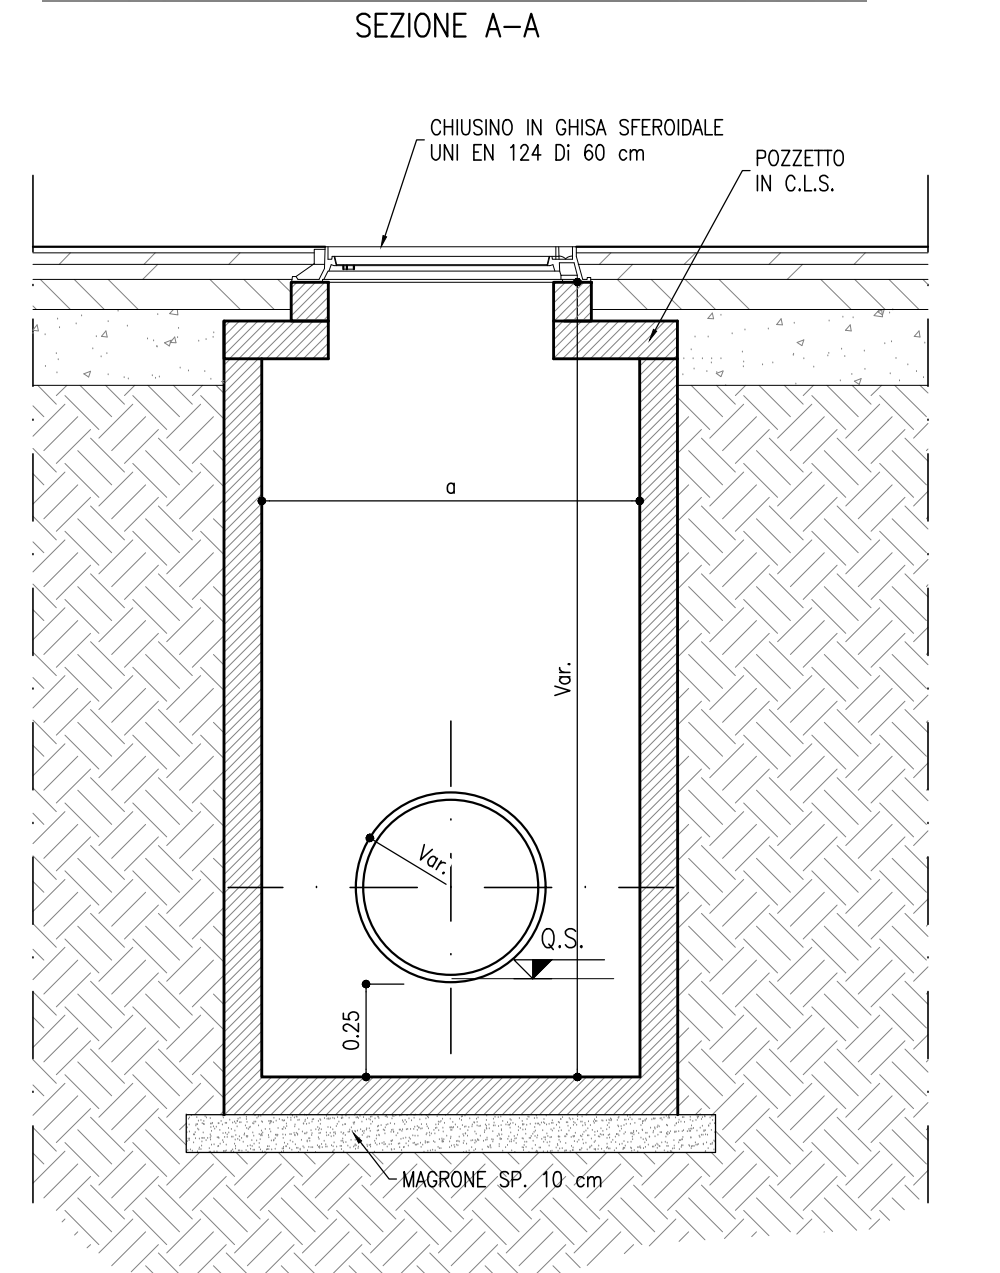 SEZIONE A-A
CHIUSINO IN GHISA SFEROIDALE
UNI EN 124 Di 60 cm
POZZETTO
IN C.L.S.
a
Var.
Var.
Q.S.
0.25
MAGRONE SP. 10 cm